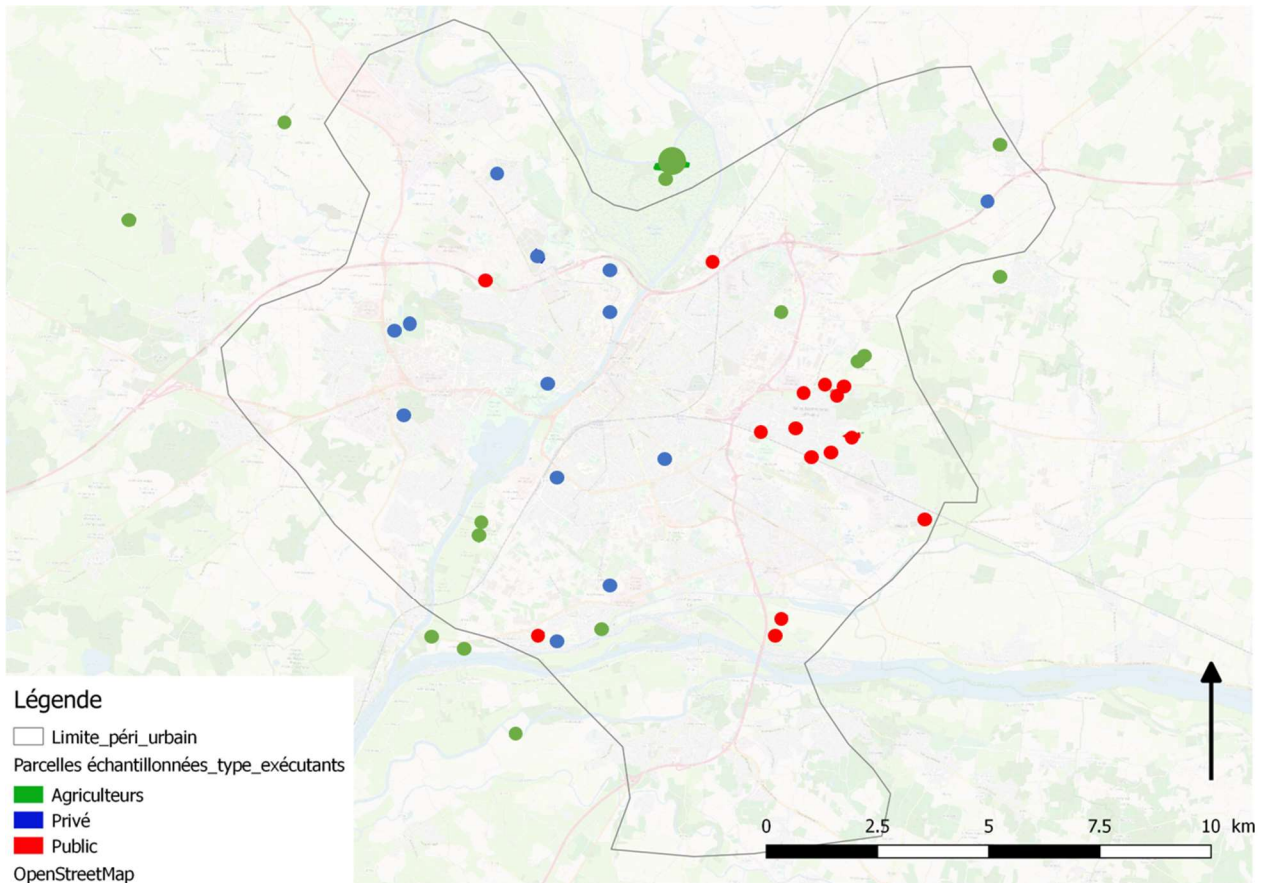 Légende
Limite_péri_urbain
Parcelles échantillonnées_type_exécutants
Agriculteurs
Privé
Public
OpenStreetMap
0 2.5 5 7.5 10 km